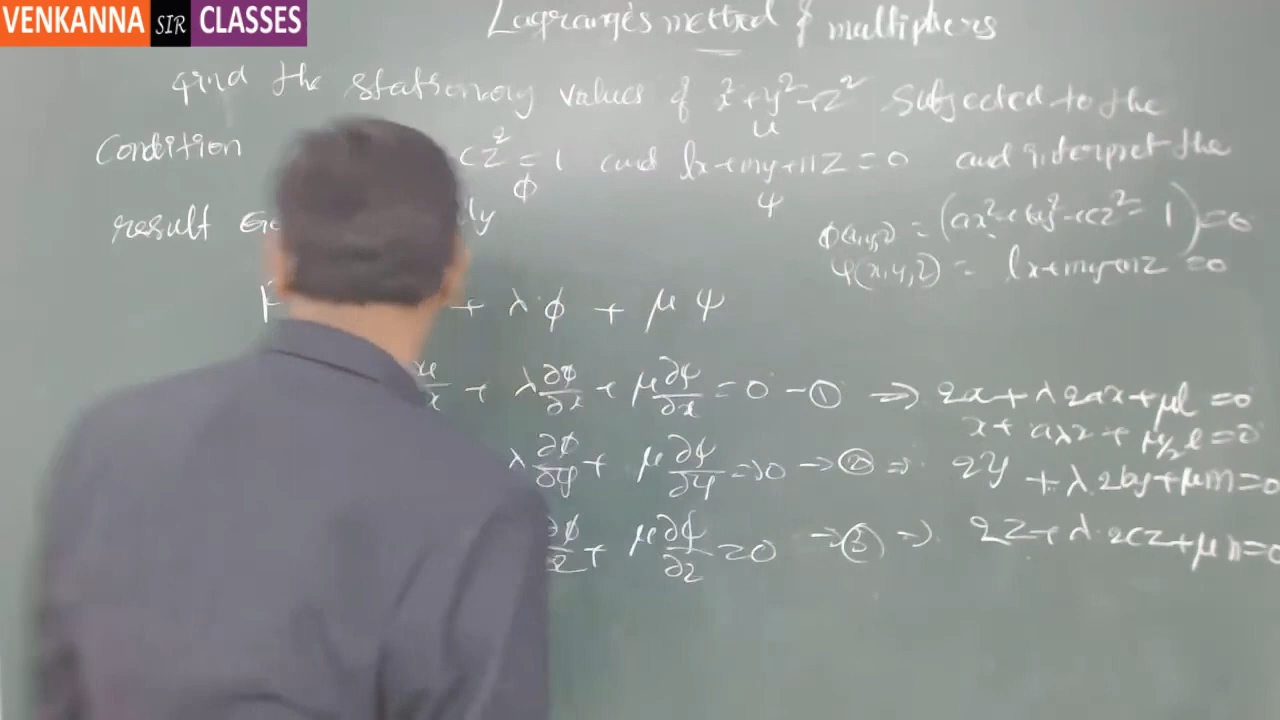 VENKANNA SIR CLASSES
Lagrange's method of multipliers
find the stationary values of x²+y²+z² subjected to the
u
Condition cz² = 1 and lx+my+nz=0 and interpret the
ϕ ψ
result
ϕ(x,y,z) = (ax²+by²+cz²- 1)=0
ψ(x,y,z) = lx+my+nz =0
+ λϕ + μψ
+ λ ∂ϕ/∂x + μ ∂ψ/∂x = 0 -① => 2x+λ2ax+μl=0
x+ aλx + μ/2 l=0
λ ∂ϕ/∂y + μ ∂ψ/∂y =>0 -> ② => 2y +λ2by+μm=0
∂ϕ/∂z + μ ∂ψ/∂z =0 -> ③ -> 2z+λ.2cz+μn=0